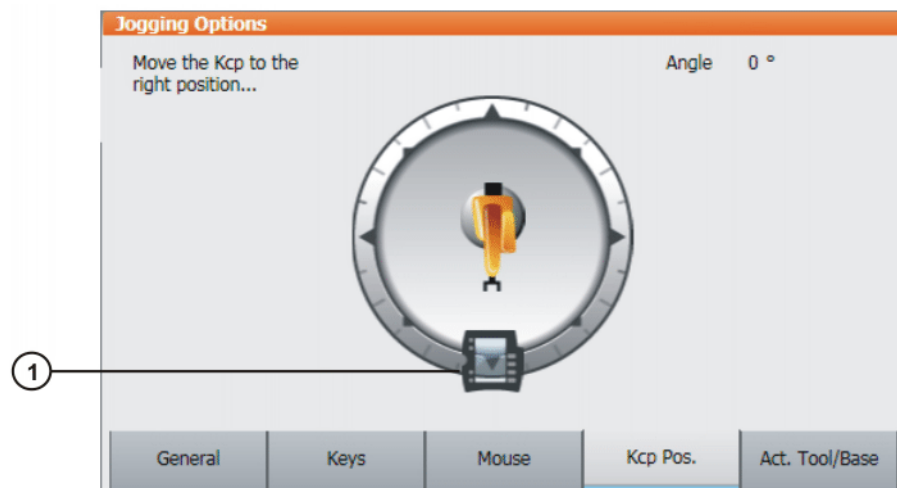 Jogging Options
Move the Kcp to the
right position...
Angle 0 °
1
General Keys Mouse Kcp Pos. Act. Tool/Base